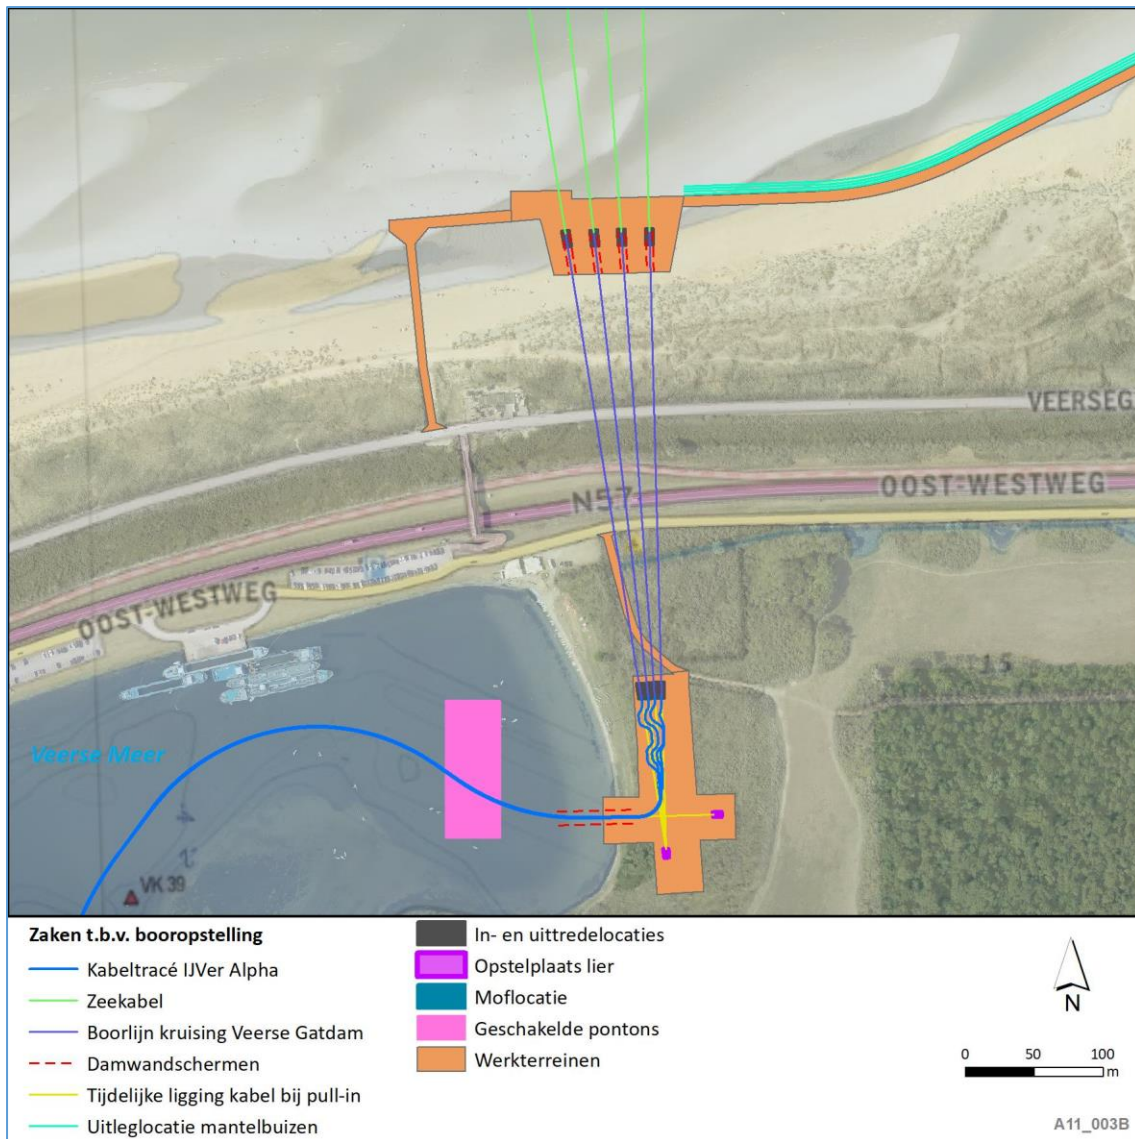 VEERSEG
OOST-WESTWEG
N57
OOST-WESTWEG
15
Veerse Meer
VK 39
Zaken t.b.v. booropstelling
Kabeltracé IJVer Alpha
Zeekabel
Boorlijn kruising Veerse Gatdam
Damwandschermen
Tijdelijke ligging kabel bij pull-in
Uitleglocatie mantelbuizen
In- en uittredelocaties
Opstelplaats lier
Moflocatie
Geschakelde pontons
Werkterreinen
N
0 50 100
m
A11_003B